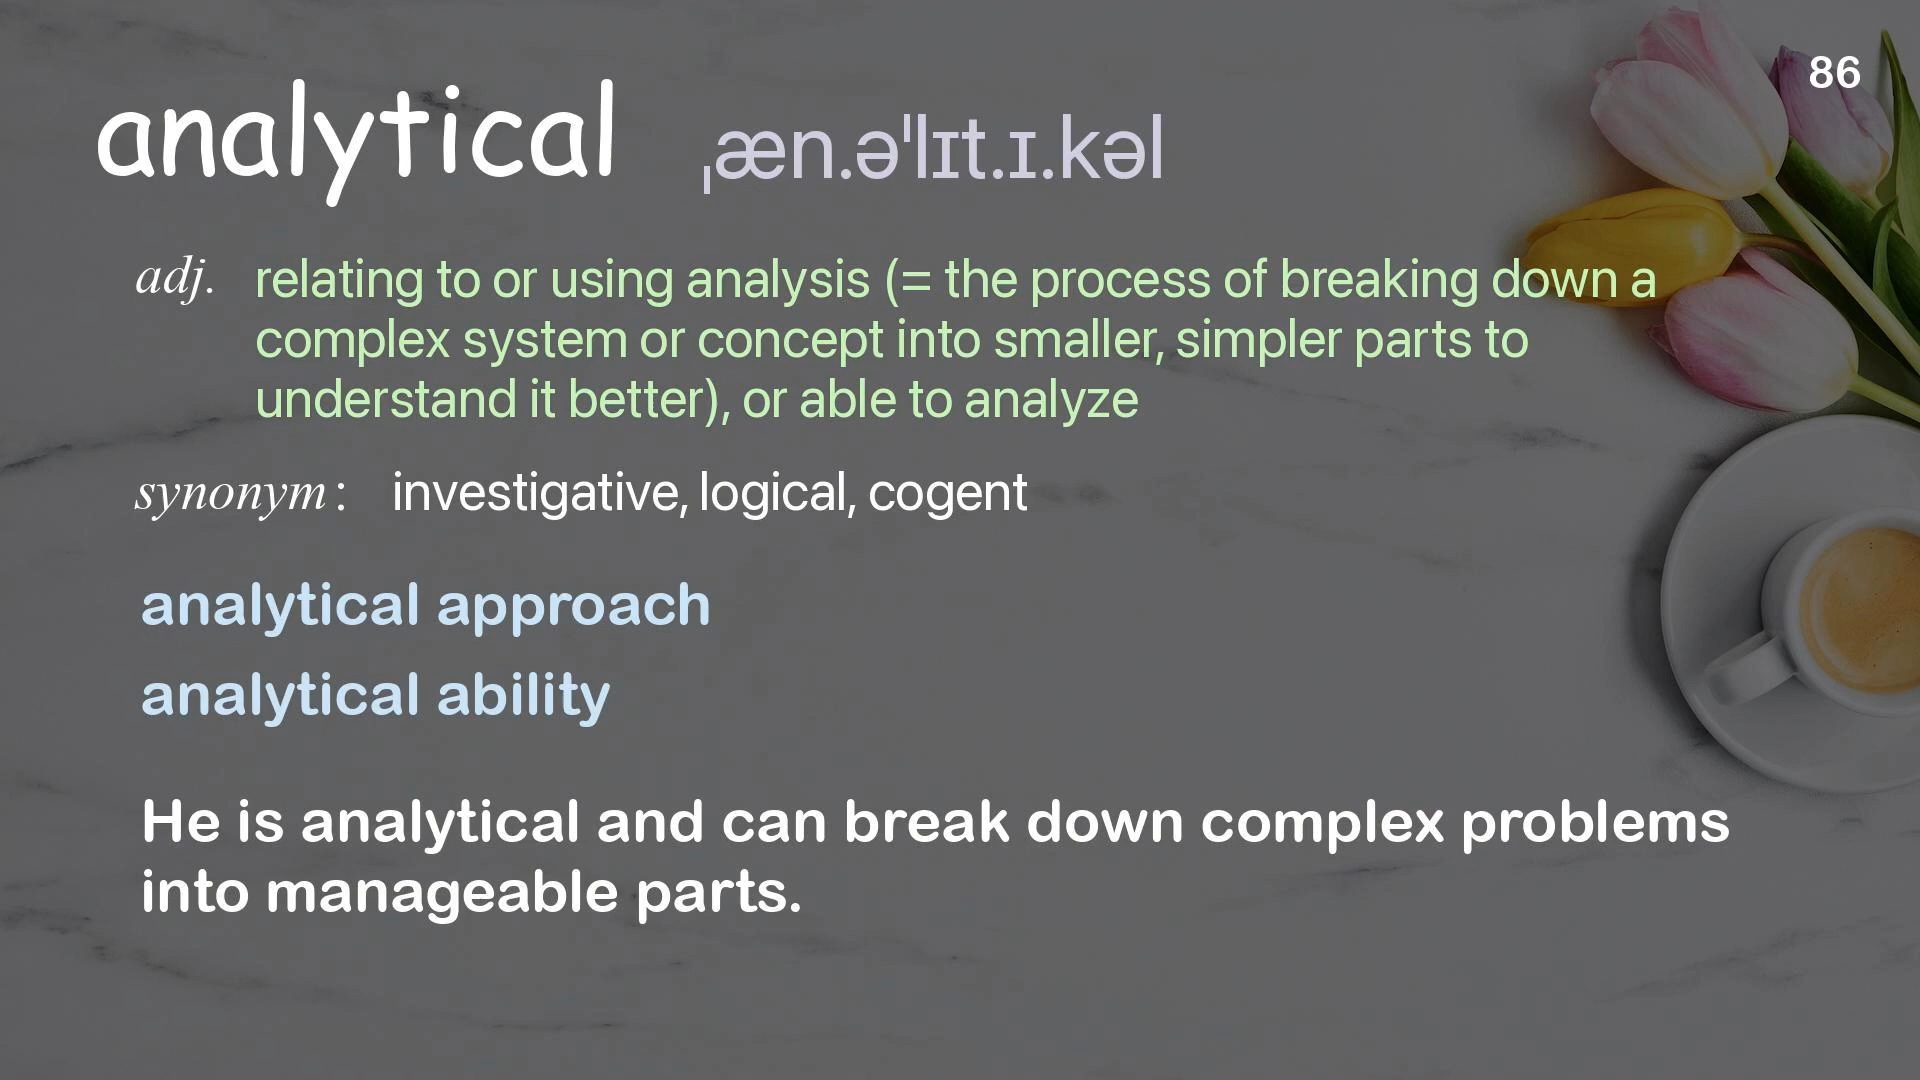 86
analytical ˌæn.əˈlɪt.ɪ.kəl
adj. relating to or using analysis (= the process of breaking down a
complex system or concept into smaller, simpler parts to
understand it better), or able to analyze
synonym: investigative, logical, cogent
analytical approach
analytical ability
He is analytical and can break down complex problems
into manageable parts.